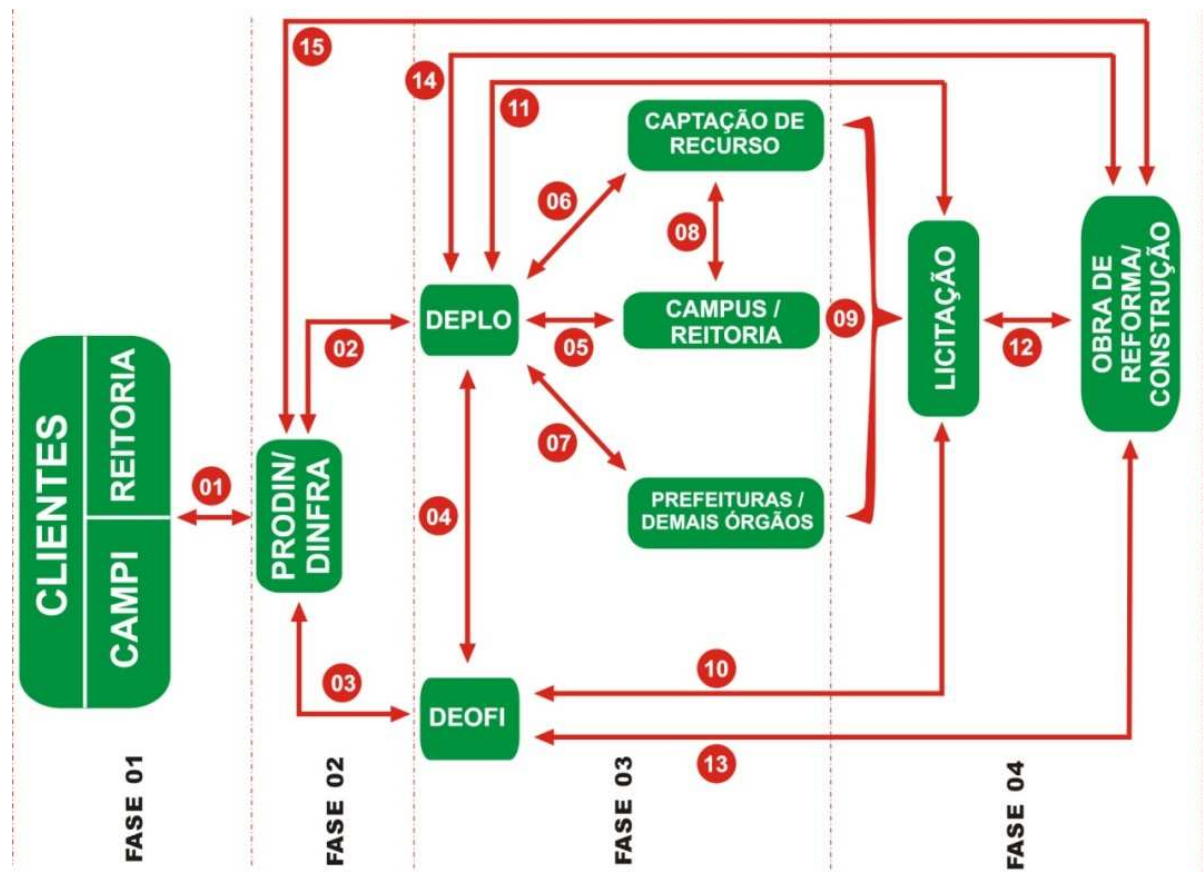 15
14
11
CAPTAÇÃO DE
RECURSO
06
08
CLIENTES
REITORIA
CAMPI
01
02
PRODIN/
DINFRA
03
DEPLO
05
CAMPUS /
REITORIA
09
LICITAÇÃO
12
OBRA DE
REFORMA/
CONSTRUÇÃO
07
04
PREFEITURAS /
DEMAIS ÓRGÃOS
DEOFI
10
13
FASE 01
FASE 02
FASE 03
FASE 04